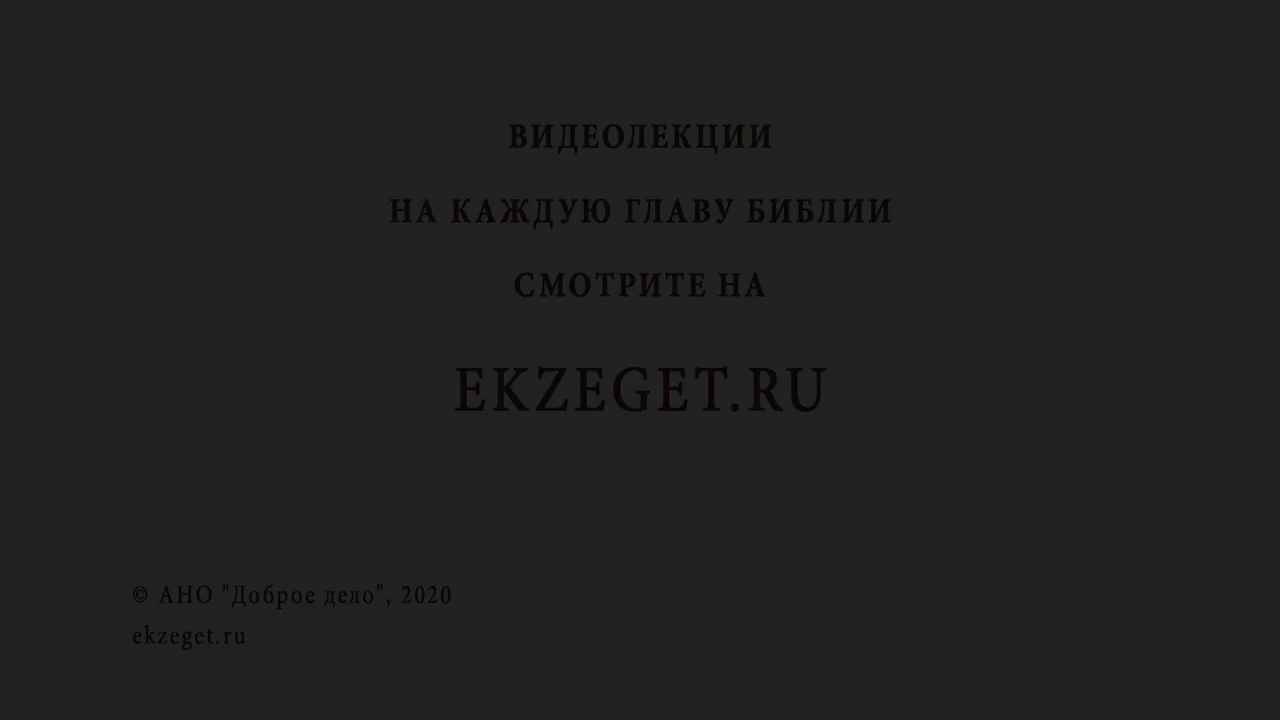 ВИДЕОЛЕКЦИИ
НА КАЖДУЮ ГЛАВУ БИБЛИИ
СМОТРИТЕ НА
EKZEGET.RU
© АНО "Доброе дело", 2020
ekzeget.ru